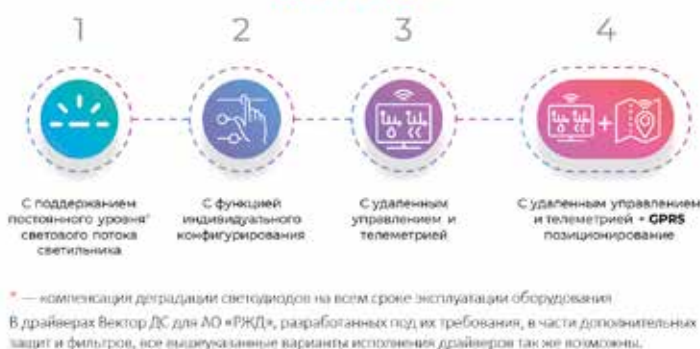 1
2
3
4
С поддержанием
постоянного уровня*
светового потока
светильника
С функцией
индивидуального
конфигурирования
С удаленным
управлением и
телеметрией
С удаленным управлением
и телеметрией + GPRS
позиционирование
* — компенсация деградации светодиодов на всем сроке эксплуатации оборудования
В драйверах Вектор ДС для АО «РЖД», разработанных под их требования, в части дополнительных
защит и фильтров, все вышеуказанные варианты исполнения драйверов так же возможны.